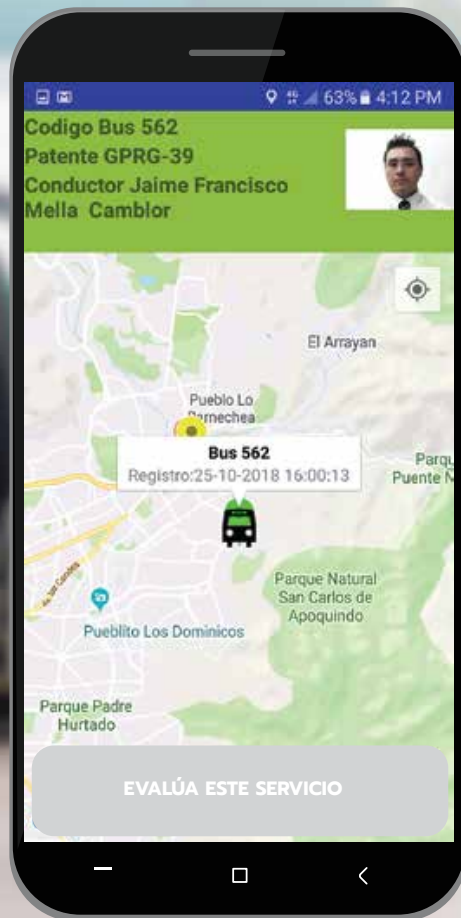 63% 4:12 PM
Codigo Bus 562
Patente GPRG-39
Conductor Jaime Francisco
Mella Camblor
El Arrayan
Pueblo Lo
Barnechea
Bus 562
Registro:25-10-2018 16:00:13
Parqu
Puente N
Parque Natural
San Carlos de
Apoquindo
Pueblito Los Dominicos
Parque Padre
Hurtado
EVALÚA ESTE SERVICIO